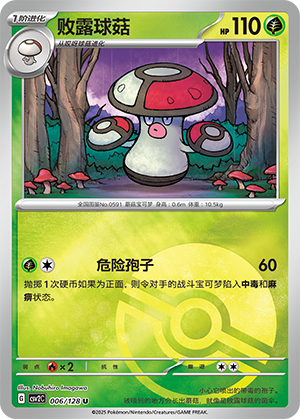 1阶进化
败露球菇
HP 110
从哎呀球菇进化
全国图鉴No.0591 蘑菇宝可梦 身高：0.6m 体重：10.5kg
危险孢子 60
抛掷1次硬币如果为正面，则令对手的战斗宝可梦陷入中毒和麻
痹状态。
弱点 ×2 抵抗力 撤退
Illus. Nobuhiro Imagawa
G CSV2C 006/128 U
©2025 Pokémon/Nintendo/Creatures/GAME FREAK.